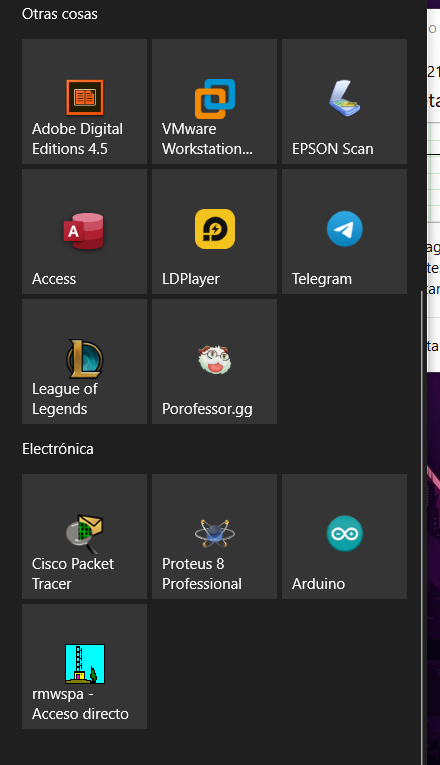 Otras cosas
Adobe Digital
Editions 4.5
VMware
Workstation...
EPSON Scan
A
Access
LDPlayer
Telegram
League of
Legends
Porofessor.gg
Electrónica
Cisco Packet
Tracer
Proteus 8
Professional
Arduino
rmwspa -
Acceso directo